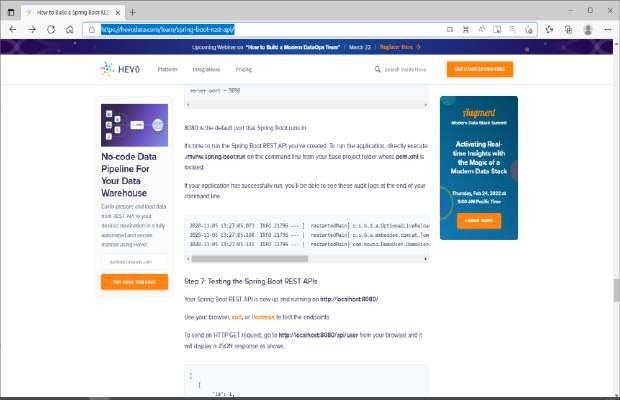 How to Build a Spring Boot REST
https://hevodata.com/learn/spring-boot-rest-api/
Upcoming Webinar on "How to Build a Modern DataOps Team" | March 22 | Register Here →
HEVO
Platform
Integrations
Pricing
Search Inside Hevo
GET STARTED FOR FREE
server.port = 5090
8080 is the default port that Spring Boot runs in.
It's time to run the Spring REST API you've created. To run the application, directly execute
./mvnw spring-boot:run on the command line from your base project folder where pom.xml is
located.
If your application has successfully run, you'll be able to see these audit logs at the end of your
command line.
2020-11-05 13:27:05.073 INFO 21796 --- [ restartedMain] o.s.b.d.a.OptionalLiveReloa
2020-11-05 13:27:05.108 INFO 21796 --- [ restartedMain] o.s.b.w.embedded.tomcat.Tom
2020-11-05 13:27:05.121 INFO 21796 --- [ restartedMain]
Step 7: Testing the Spring Boot REST APIs
Your Spring Boot REST API is now up and running on http://localhost:8080/.
Use your browser, curl, or Postman to test the endpoints.
To send an HTTP GET request, go to http://localhost:8080/api/user from your browser and it
will display a JSON response as shows.
[
{
"id": 1,
No-code Data
Pipeline For
Your Data
Warehouse
Easily prepare and load data
from REST API to your
desired destination in a fully
automated and secure
manner using Hevo
TRY HEVO FOR FREE
Augment
Modern Data Stack Summit
Activating Real-
time Insights with
the Magic of a
Modern Data Stack
Thursday, Feb 24, 2022 at
9:00 AM Pacific Time
LEARN MORE